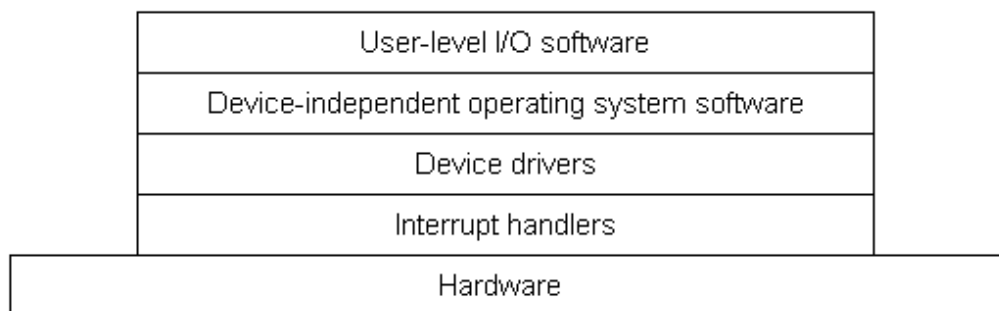 User-level I/O software
Device-independent operating system software
Device drivers
Interrupt handlers
Hardware